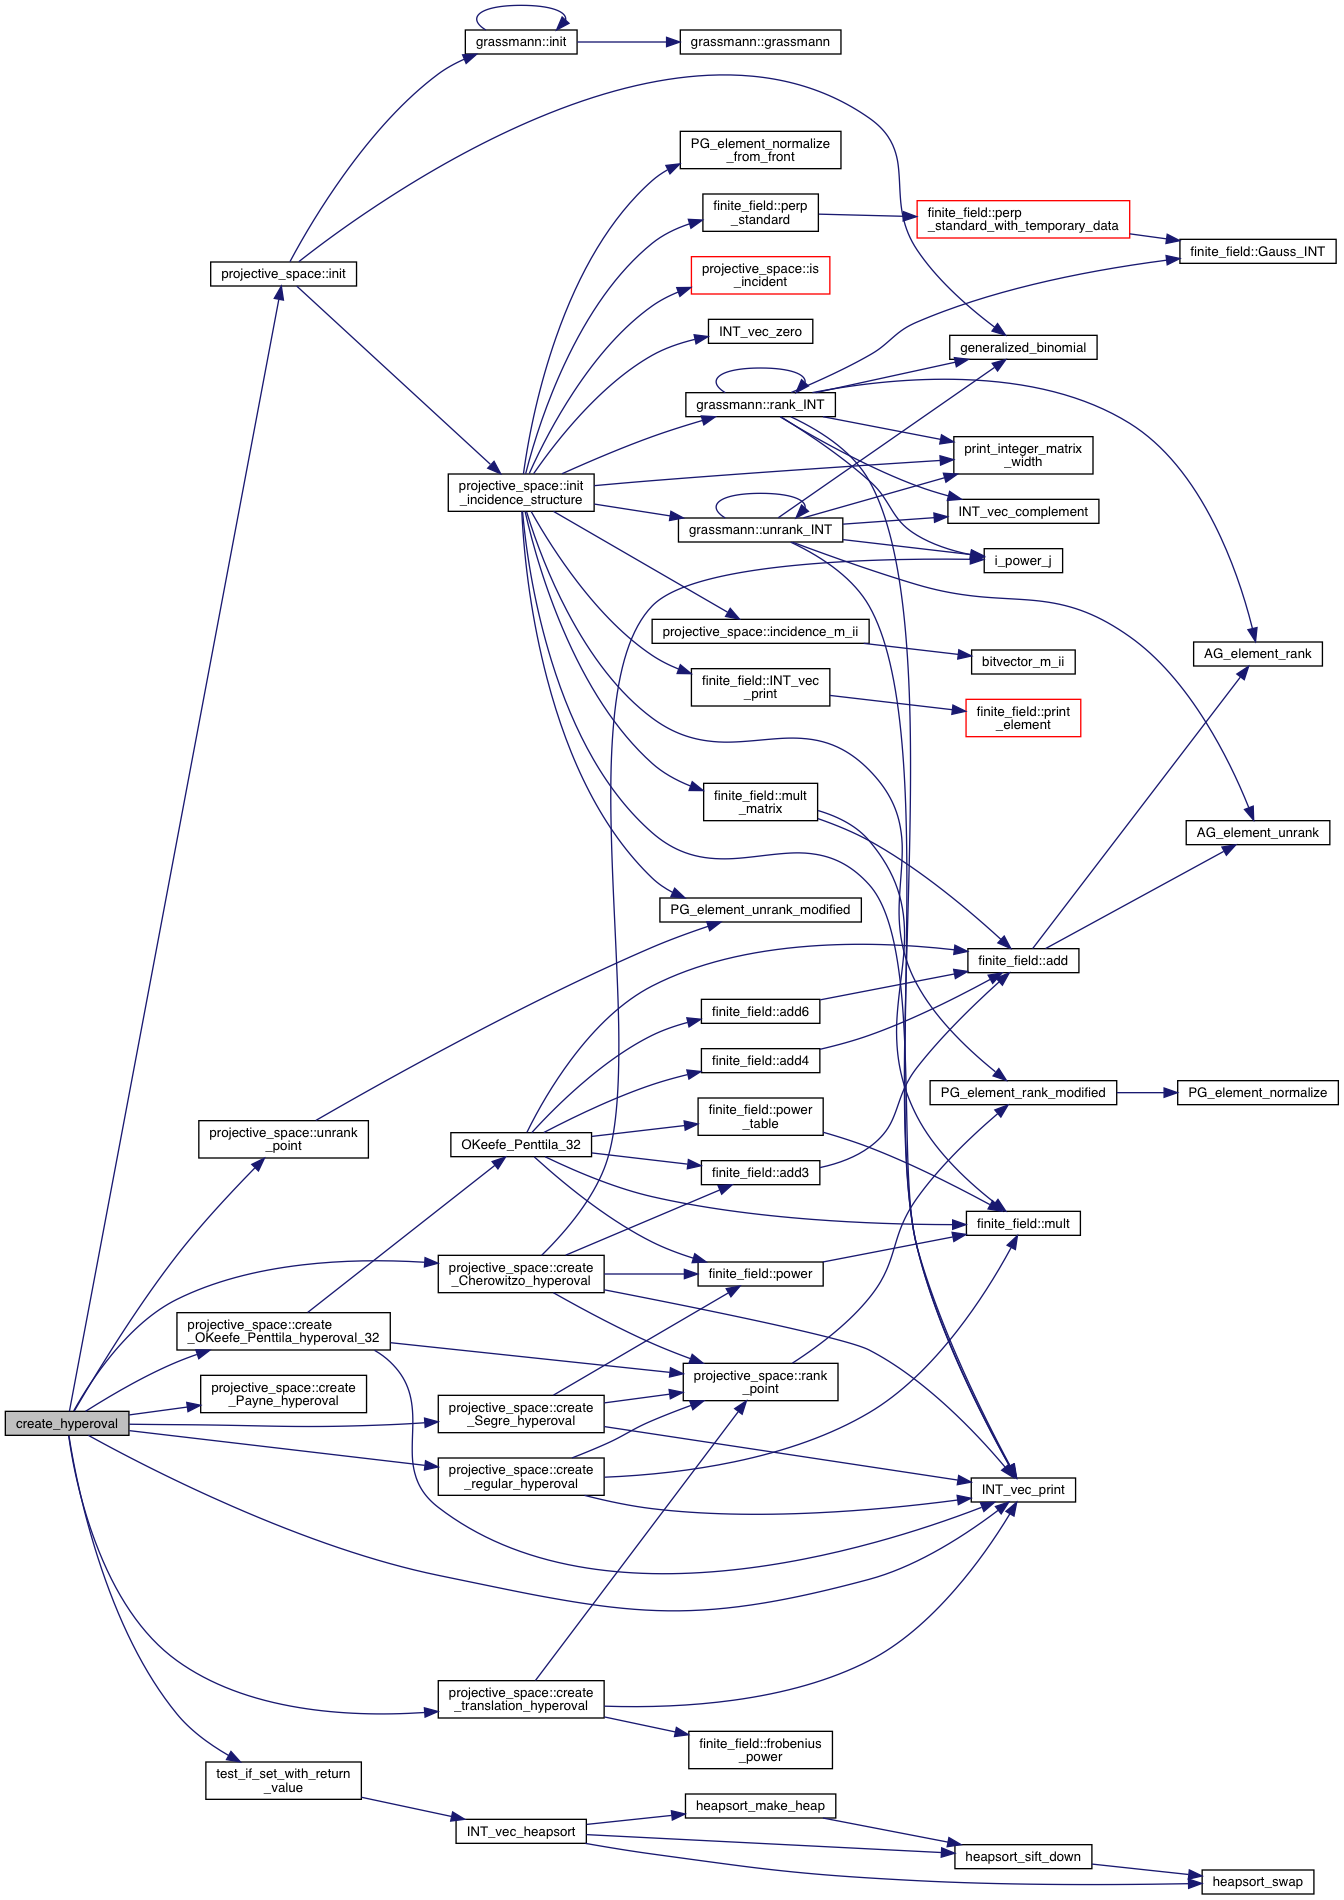 grassmann::init
grassmann::grassmann
PG_element_normalize
_from_front
finite_field::perp
_standard
finite_field::perp
_standard_with_temporary_data
finite_field::Gauss_INT
projective_space::init
projective_space::is
_incident
INT_vec_zero
generalized_binomial
grassmann::rank_INT
print_integer_matrix
_width
projective_space::init
_incidence_structure
INT_vec_complement
grassmann::unrank_INT
i_power_j
projective_space::incidence_m_ii
bitvector_m_ii
AG_element_rank
finite_field::INT_vec
_print
finite_field::print
_element
finite_field::mult
_matrix
AG_element_unrank
PG_element_unrank_modified
finite_field::add
finite_field::add6
finite_field::add4
PG_element_rank_modified
PG_element_normalize
finite_field::power
_table
projective_space::unrank
_point
OKeefe_Penttila_32
finite_field::add3
finite_field::mult
projective_space::create
_Cherowitzo_hyperoval
finite_field::power
projective_space::create
_OKeefe_Penttila_hyperoval_32
projective_space::rank
_point
projective_space::create
_Payne_hyperoval
create_hyperoval
projective_space::create
_Segre_hyperoval
projective_space::create
_regular_hyperoval
INT_vec_print
projective_space::create
_translation_hyperoval
finite_field::frobenius
_power
test_if_set_with_return
_value
heapsort_make_heap
INT_vec_heapsort
heapsort_sift_down
heapsort_swap